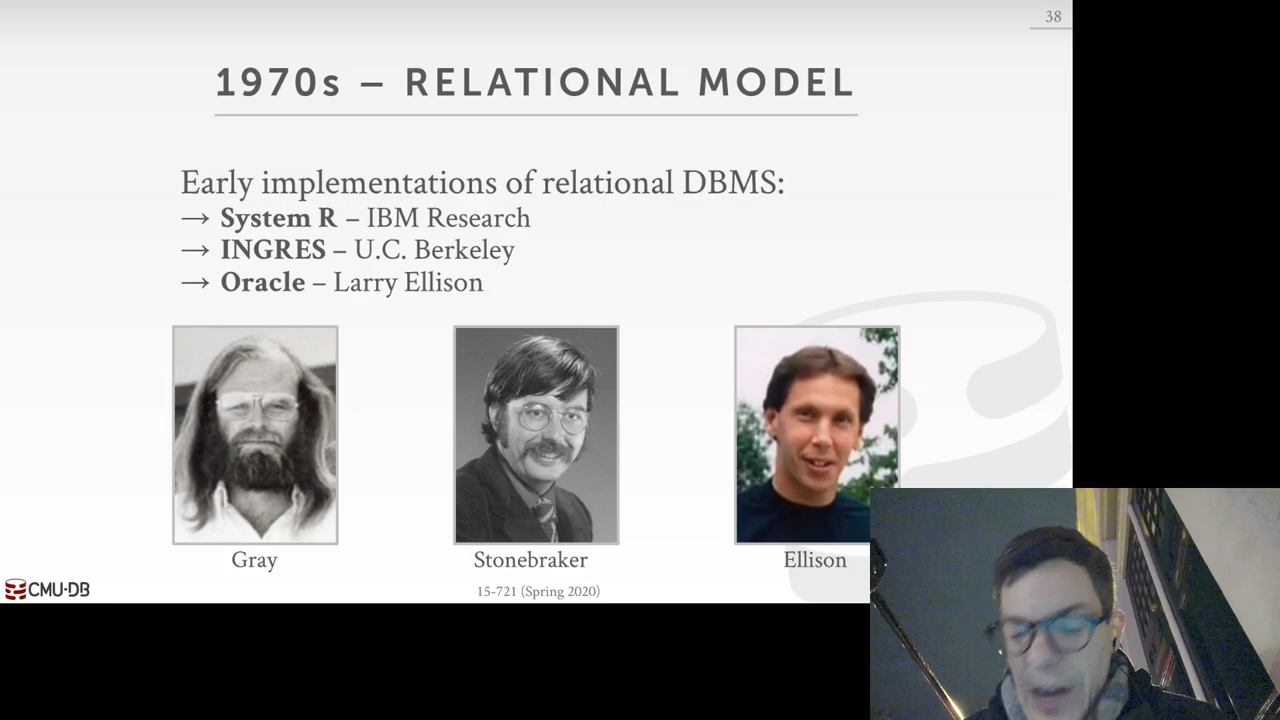 38
1970s – RELATIONAL MODEL
Early implementations of relational DBMS:
→ System R – IBM Research
→ INGRES – U.C. Berkeley
→ Oracle – Larry Ellison
Gray
Stonebraker
Ellison
CMU·DB
15-721 (Spring 2020)